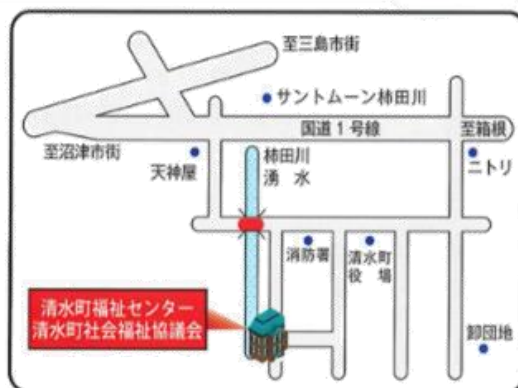 至三島市街
サントムーン柿田川
国道1号線
至箱根
至沼津市街
天神屋
柿田川
湧水
ニトリ
消防署
清水町
役場
清水町福祉センター
清水町社会福祉協議会
卸団地